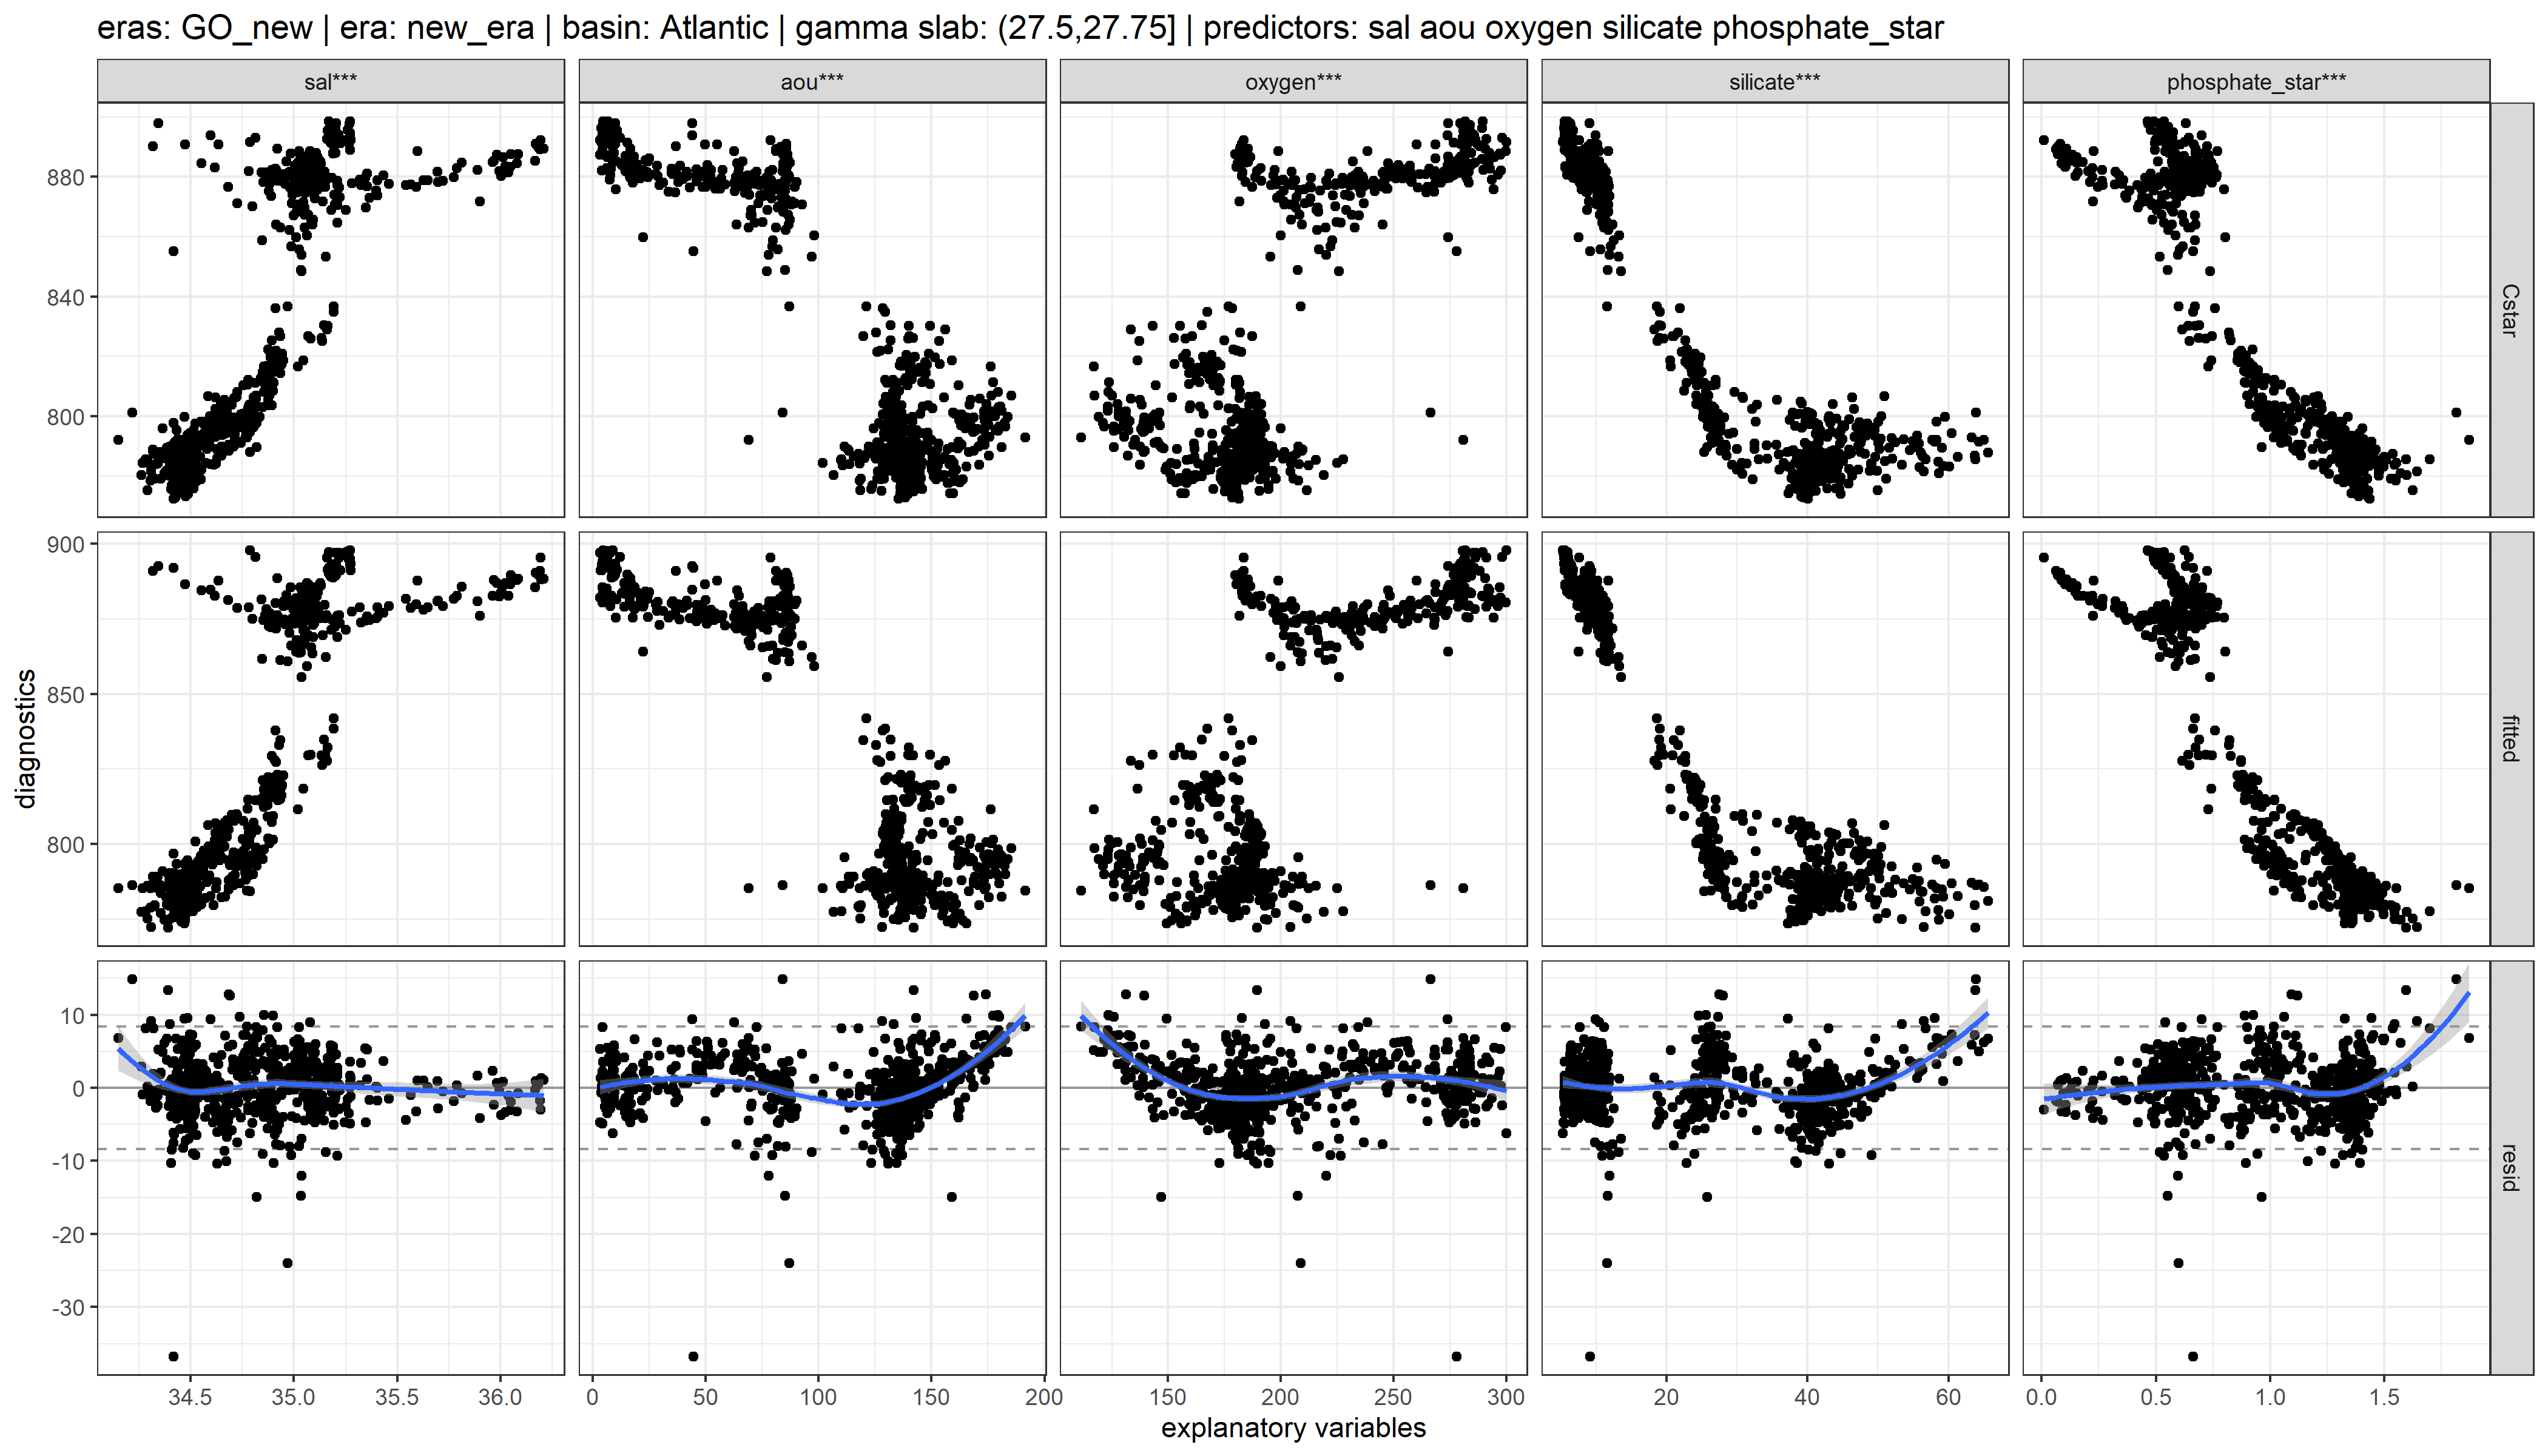 eras: GO_new | era: new_era | basin: Atlantic | gamma slab: (27.5,27.75] | predictors: sal aou oxygen silicate phosphate_star
sal*** aou*** oxygen*** silicate*** phosphate_star***
880
840
800
Cstar
900
850
800
fitted
diagnostics
10
0
-10
-20
-30
resid
34.5 35.0 35.5 36.0 0 50 100 150 200 150 200 250 300 20 40 60 0.0 0.5 1.0 1.5
explanatory variables